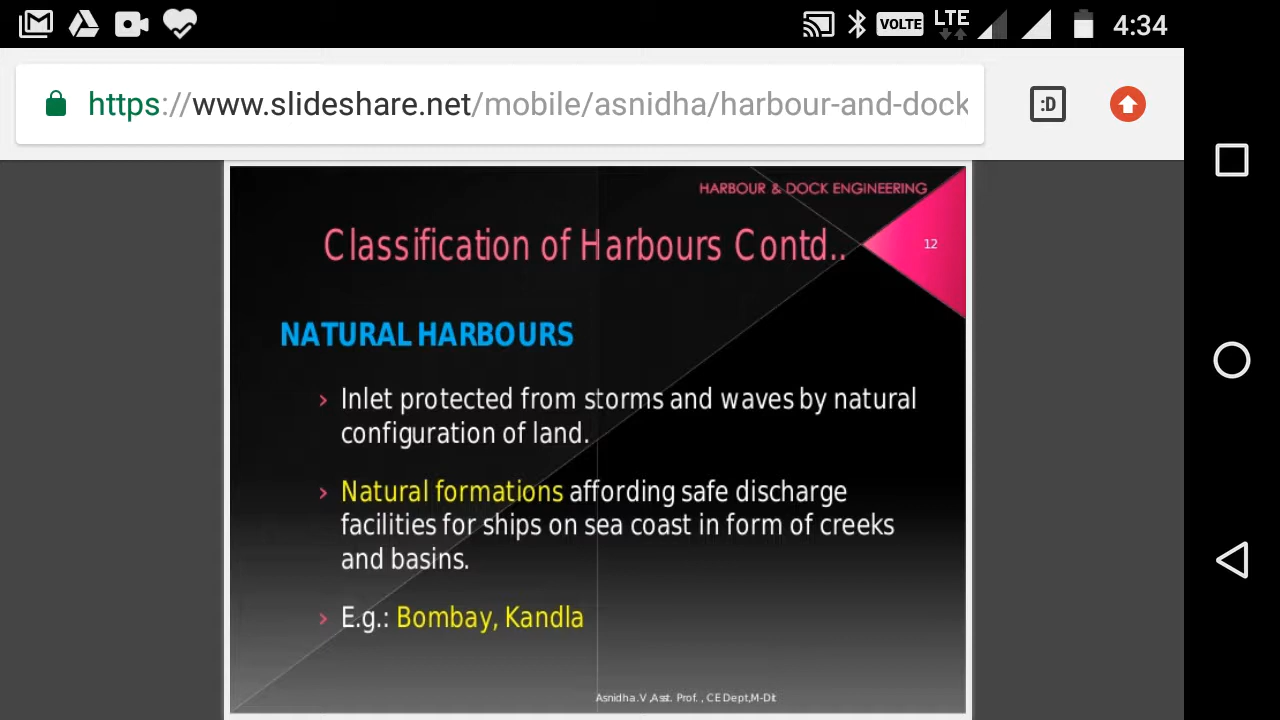 VOLTE LTE 4:34
https://www.slideshare.net/mobile/asnidha/harbour-and-dock :D
HARBOUR & DOCK ENGINEERING
Classification of Harbours Contd..
12
NATURAL HARBOURS
› Inlet protected from storms and waves by natural
configuration of land.
› Natural formations affording safe discharge
facilities for ships on sea coast in form of creeks
and basins.
› E.g.: Bombay, Kandla
Asnidha.V ,Asst. Prof. , CE Dept,M-Dit